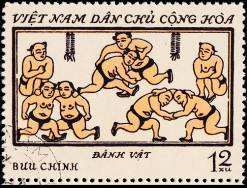 VIỆT NAM DÂN CHỦ CỘNG HÒA
ĐÁNH VẬT
BƯU CHÍNH
12 XU